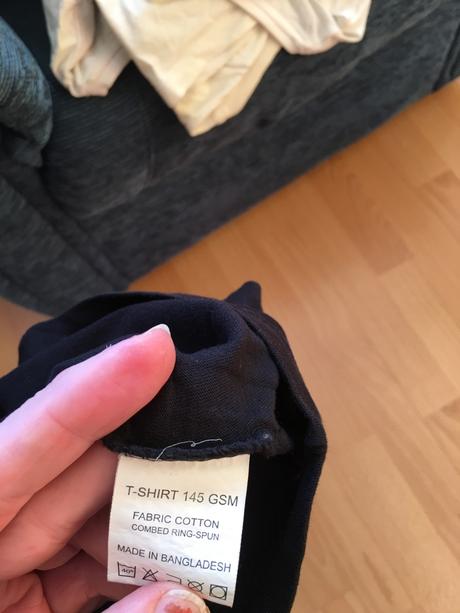 T-SHIRT 145 GSM
FABRIC COTTON
COMBED RING-SPUN
MADE IN BANGLADESH
40°